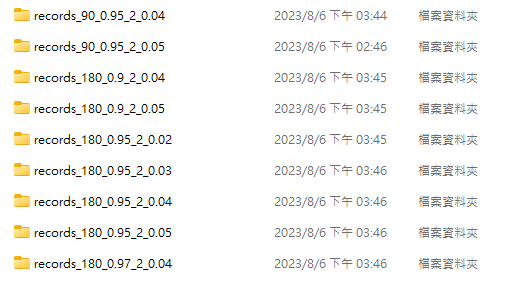 records_90_0.95_2_0.04 2023/8/6 下午 03:44 檔案資料夾
records_90_0.95_2_0.05 2023/8/6 下午 02:46 檔案資料夾
records_180_0.9_2_0.04 2023/8/6 下午 03:45 檔案資料夾
records_180_0.9_2_0.05 2023/8/6 下午 03:45 檔案資料夾
records_180_0.95_2_0.02 2023/8/6 下午 03:45 檔案資料夾
records_180_0.95_2_0.03 2023/8/6 下午 03:46 檔案資料夾
records_180_0.95_2_0.04 2023/8/6 下午 03:46 檔案資料夾
records_180_0.95_2_0.05 2023/8/6 下午 03:46 檔案資料夾
records_180_0.97_2_0.04 2023/8/6 下午 03:46 檔案資料夾